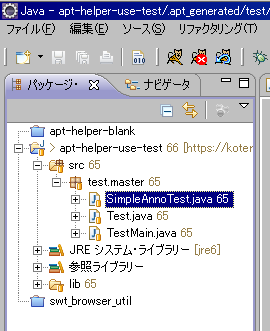 Java - apt-helper-use-test/.apt_generated/test/
ファイル(F) 編集(E) ソース(S) リファクタリング(T)
010
パッケージ・ ナビゲータ
apt-helper-blank
> apt-helper-use-test 66 [https://koter
src 65
test.master 65
SimpleAnnoTest.java 65
Test.java 65
TestMain.java 65
JRE システム・ライブラリー [jre6]
参照ライブラリー
lib 65
swt_browser_util